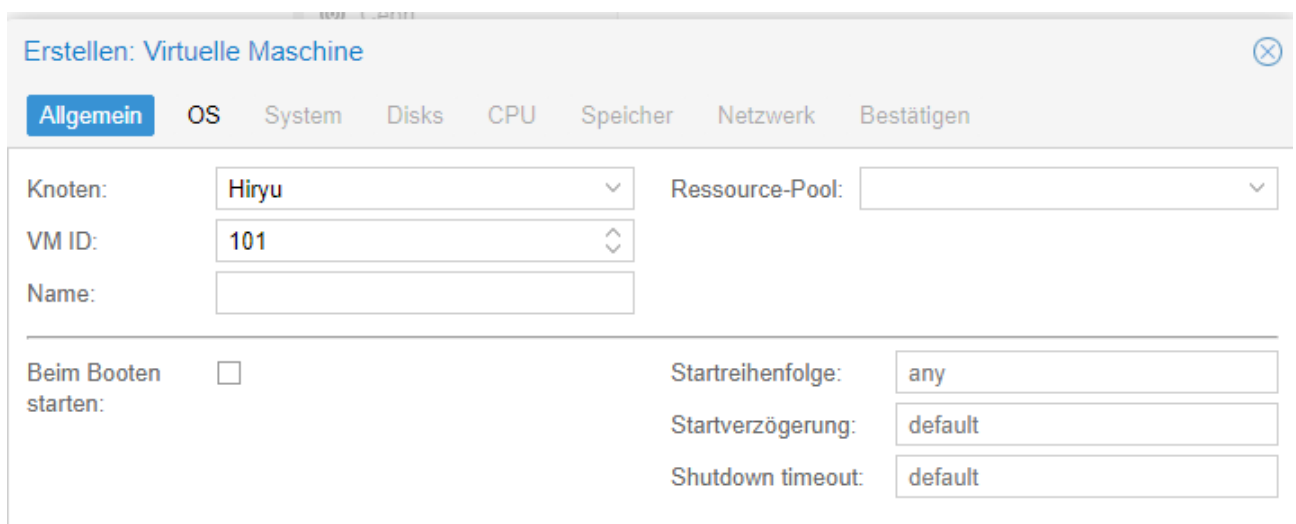 Erstellen: Virtuelle Maschine
Allgemein OS System Disks CPU Speicher Netzwerk Bestätigen
Knoten: Hiryu Ressource-Pool:
VM ID: 101
Name:
Beim Booten starten:
Startreihenfolge: any
Startverzögerung: default
Shutdown timeout: default